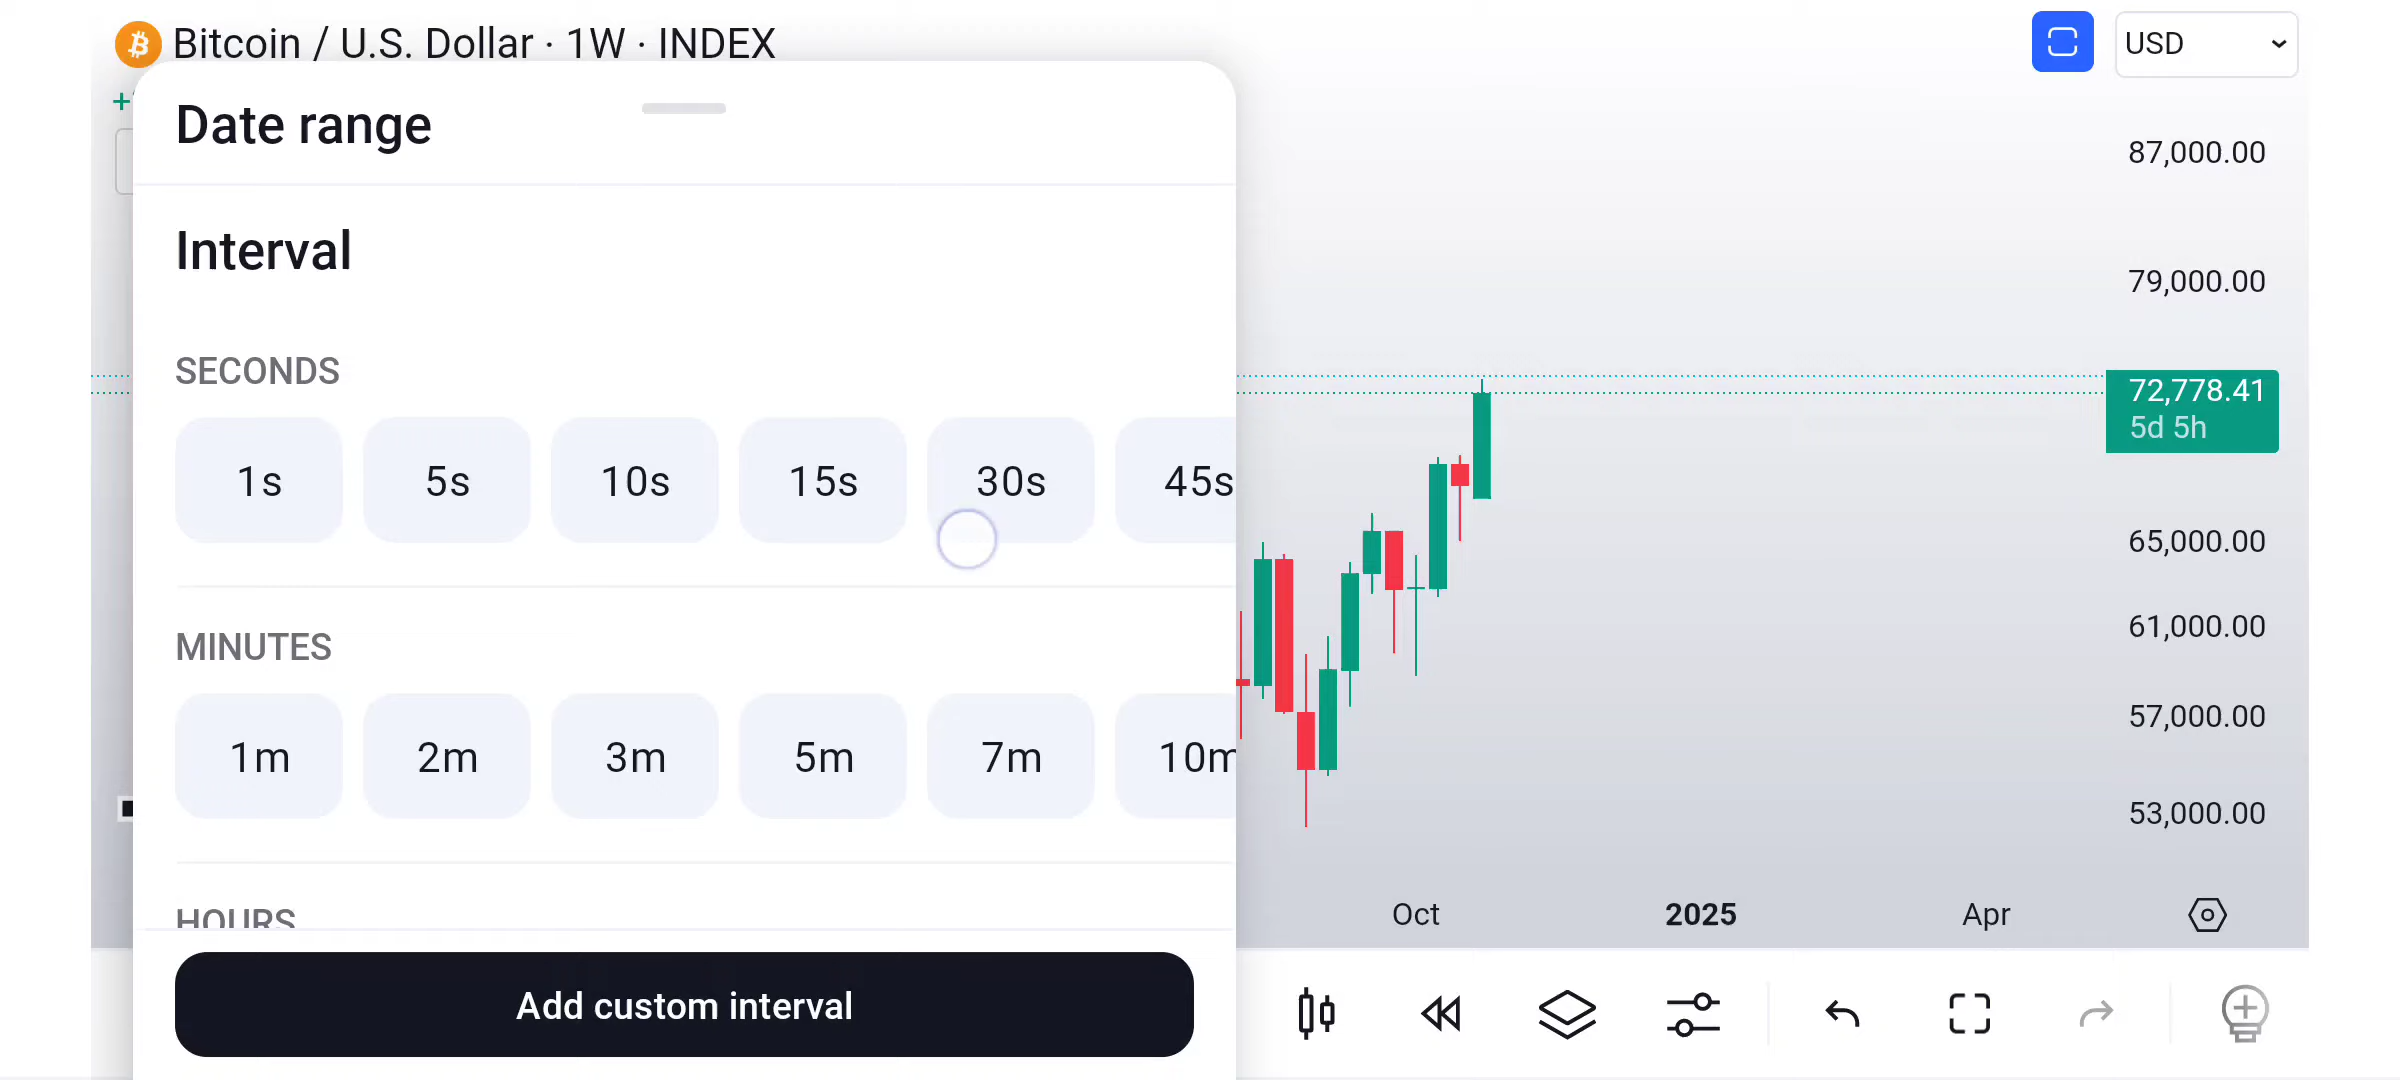 Bitcoin / U.S. Dollar · 1W · INDEX
USD
+
Date range
Interval
SECONDS
1s 5s 10s 15s 30s 45s
MINUTES
1m 2m 3m 5m 7m 10m
HOURS
Add custom interval
87,000.00
79,000.00
72,778.41
5d 5h
65,000.00
61,000.00
57,000.00
53,000.00
Oct 2025 Apr